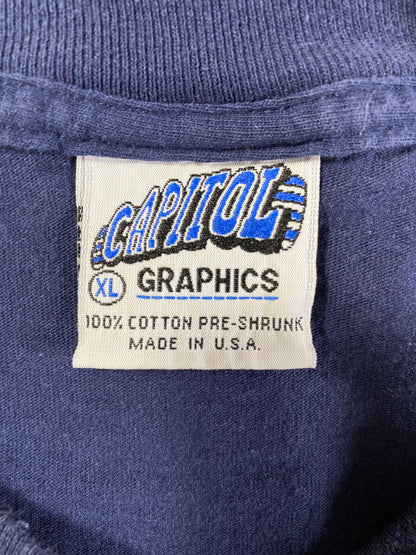 CAPITOL
XL GRAPHICS
100% COTTON PRE-SHRUNK
MADE IN U.S.A.